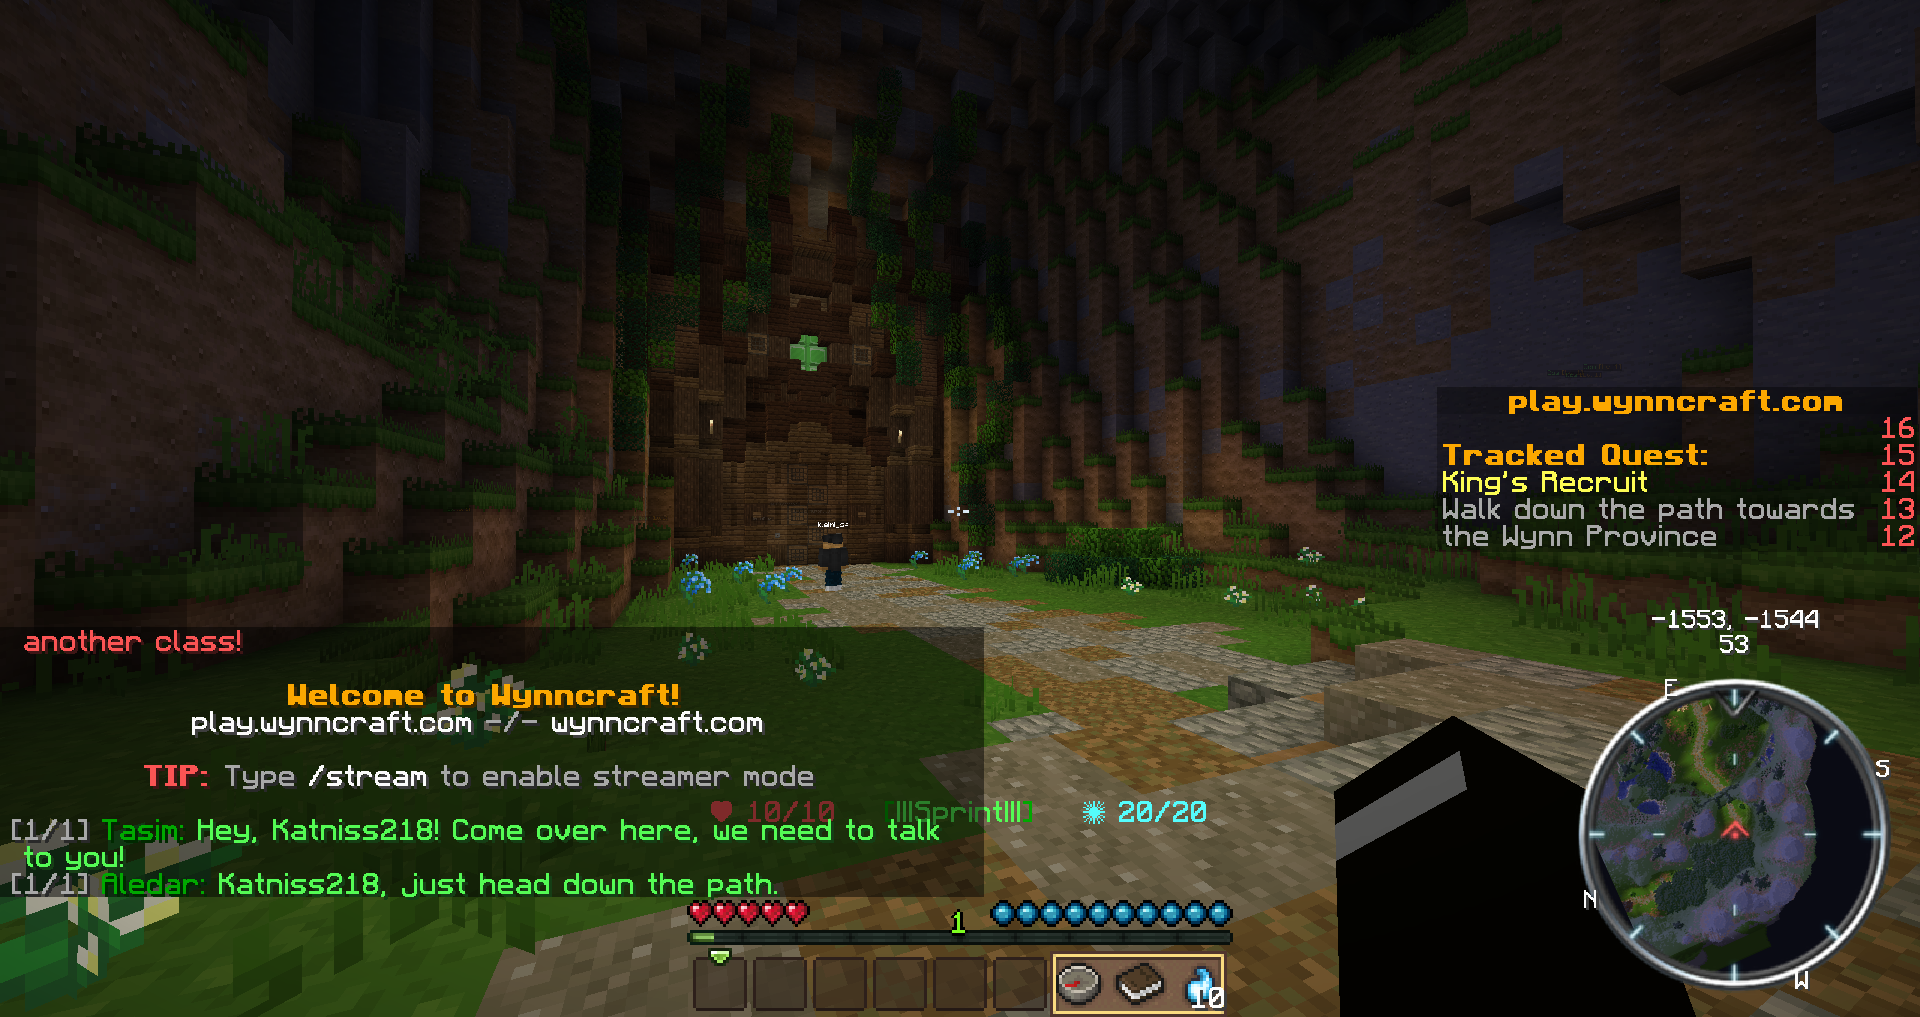 play.wynncraft.com
16
Tracked Quest: 15
King's Recruit 14
Walk down the path towards 13
the Wynn Province 12
-1553, -1544
53
another class!
Welcome to Wynncraft!
play.wynncraft.com -/- wynncraft.com
TIP: Type /stream to enable streamer mode
10/10 [|||Sprint|||] 20/20
[1/1] Tasim: Hey, Katniss218! Come over here, we need to talk
to you!
[1/1] Aledar: Katniss218, just head down the path.
E
S
N
W
1
10